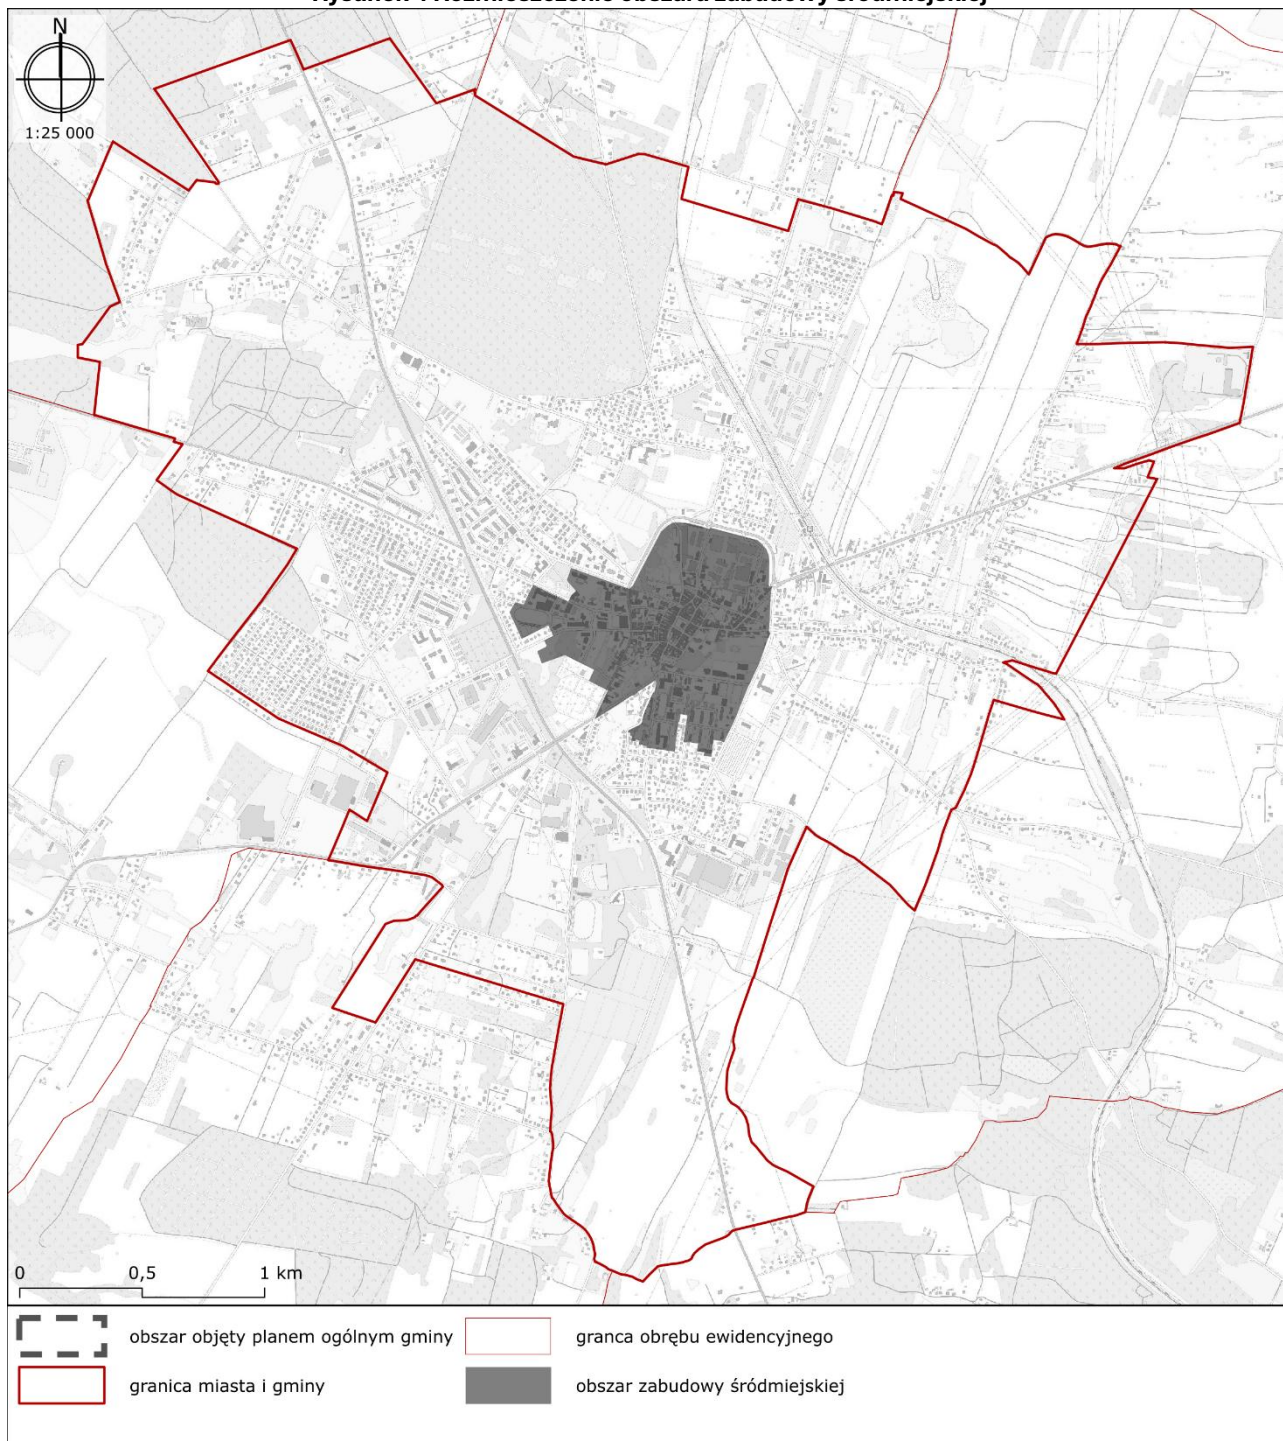 N
1:25 000
0 0,5 1 km
obszar objęty planem ogólnym gminy
granca obrębu ewidencyjnego
granica miasta i gminy
obszar zabudowy śródmiejskiej